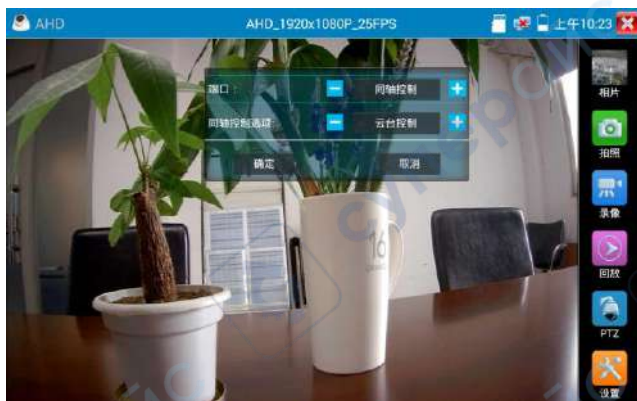 AHD
AHD_1920x1080P_25FPS
上午10:23
端口：
同轴控制
同轴控制选项:
云台控制
确定
取消
相片
拍照
录像
回放
PTZ
设置
16